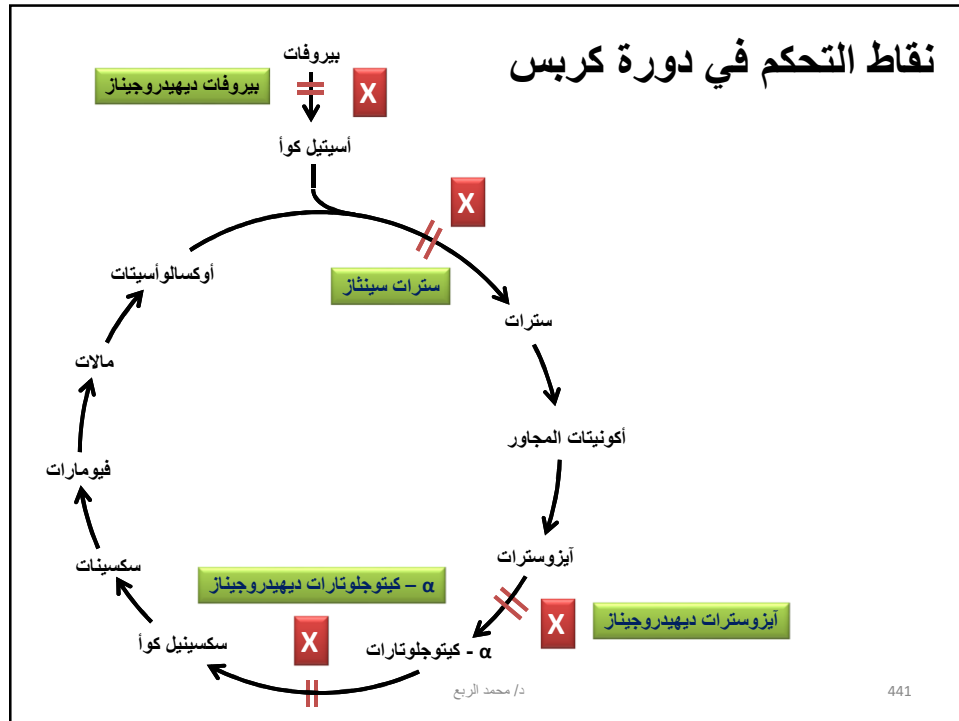 نقاط التحكم في دورة كربس
بيروفات
بيروفات ديهيدروجيناز
X
أسيتيل كوأ
X
سترات سينثاز
أوكسالوأسيتات
سترات
مالات
أكونيتات المجاور
فيومارات
آيزوسترات
سكسينات
α – كيتوجلوتارات ديهيدروجيناز
آيزوسترات ديهيدروجيناز
X
X
سكسينيل كوأ
α - كيتوجلوتارات
د/ محمد الربع
441